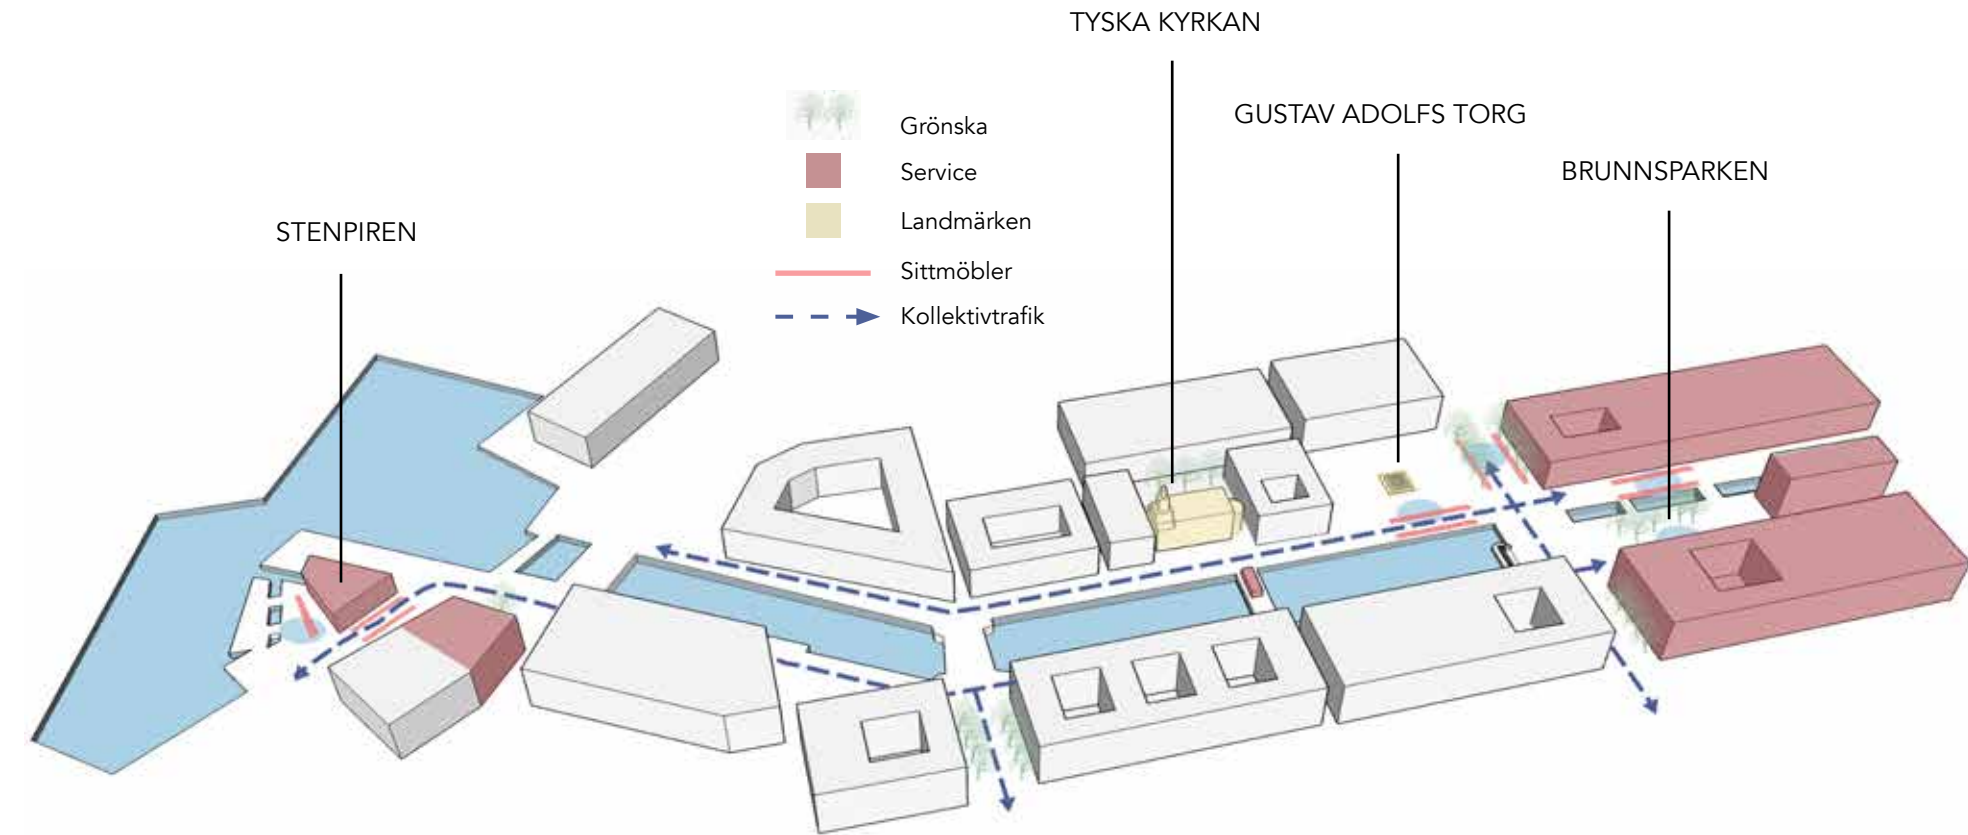 TYSKA KYRKAN
GUSTAV ADOLFS TORG
BRUNNSPARKEN
STENPIREN
Grönska
Service
Landmärken
Sittmöbler
Kollektivtrafik